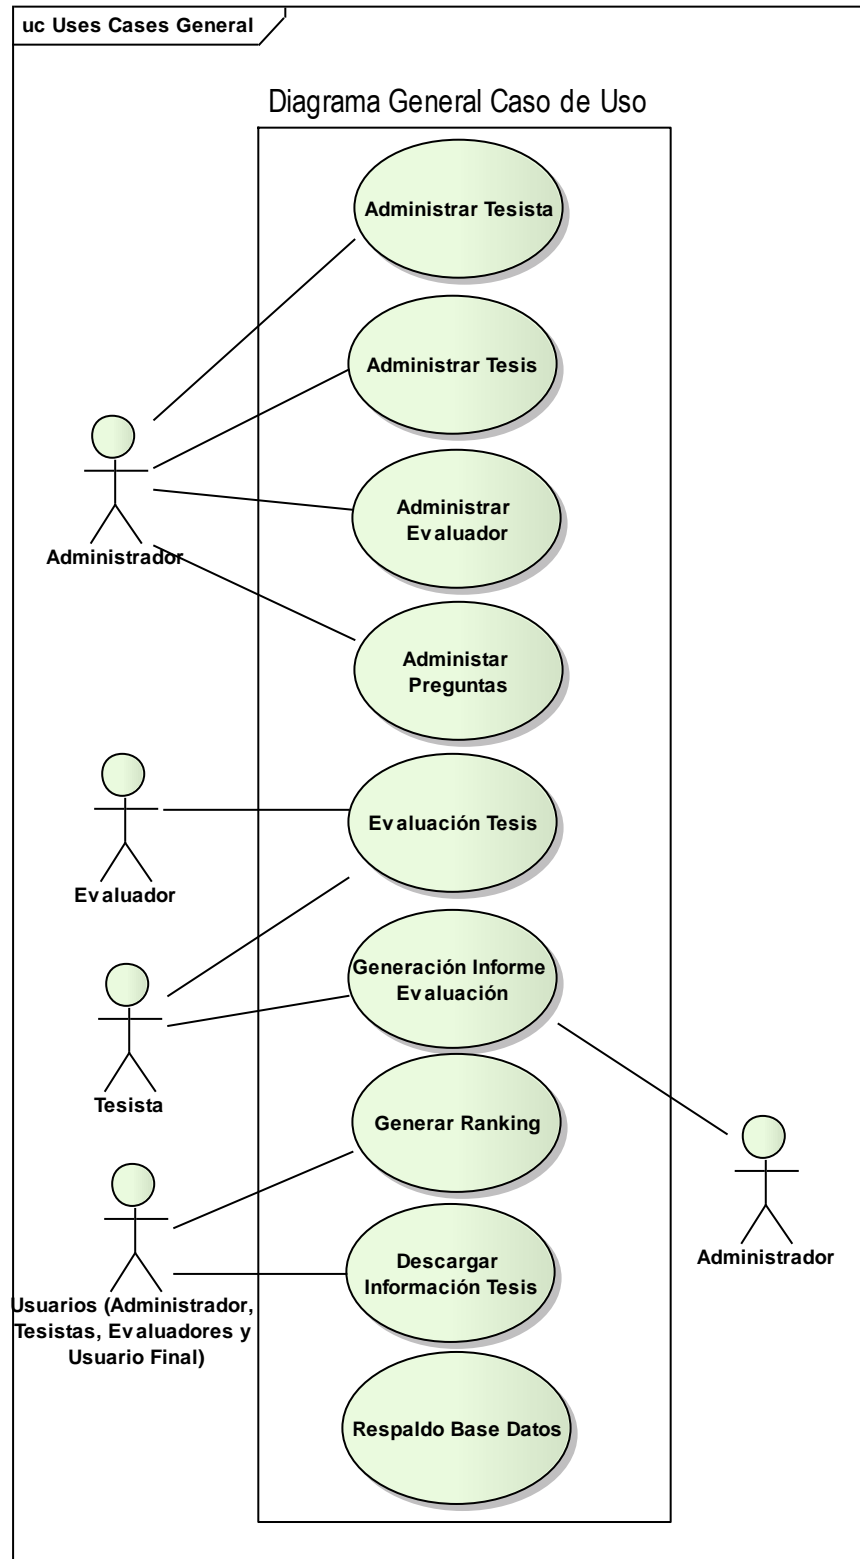 uc Uses Cases General
Diagrama General Caso de Uso
Administrar Tesista
Administrar Tesis
Administrar
Evaluador
Administrador
Administar
Preguntas
Evaluación Tesis
Evaluador
Generación Informe
Evaluación
Tesista
Generar Ranking
Administrador
Descargar
Información Tesis
Usuarios (Administrador,
Tesistas, Evaluadores y
Usuario Final)
Respaldo Base Datos